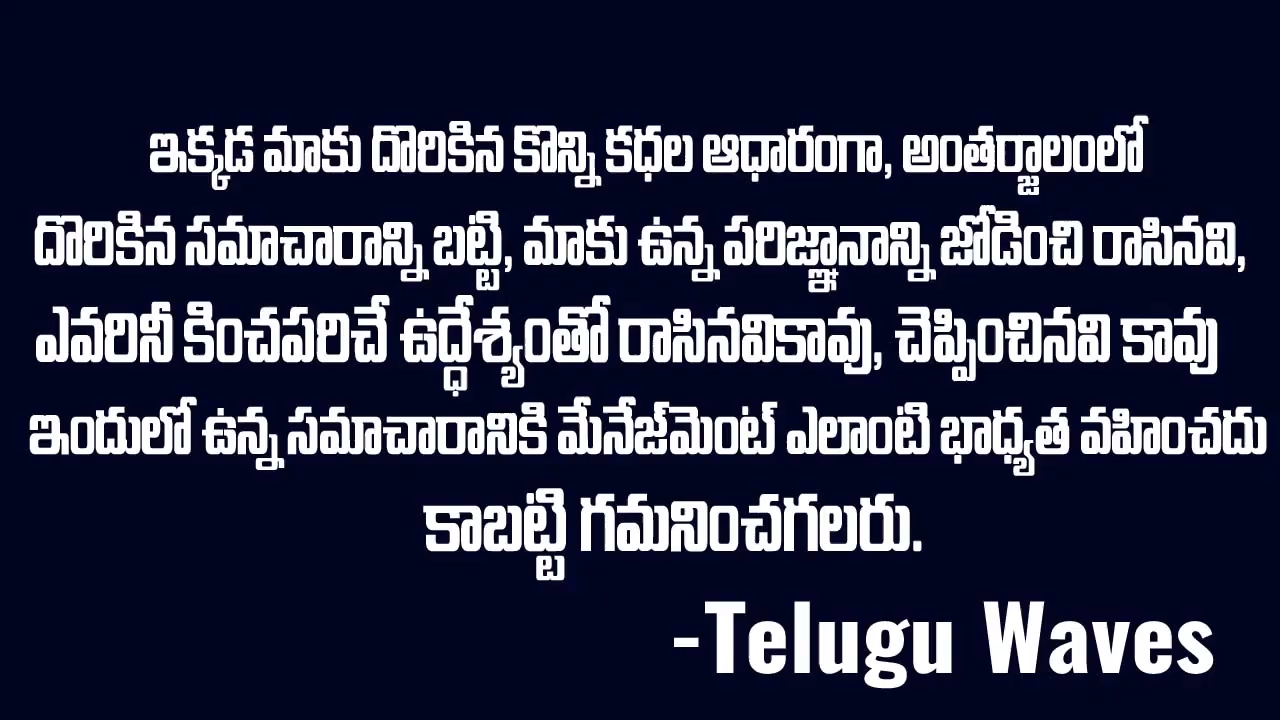 ఇక్కడ మాకు దొరికిన కొన్ని కధల ఆధారంగా, అంతర్జాలంలో
దొరికిన సమాచారాన్ని బట్టి, మాకు ఉన్న పరిజ్ఞానాన్ని జోడించి రాసినవి,
ఎవరినీ కించపరిచే ఉద్ధేశ్యంతో రాసినవికావు, చెప్పించినవి కావు
ఇందులో ఉన్న సమాచారానికి మేనేజ్‌మెంట్ ఎలాంటి భాధ్యత వహించదు
కాబట్టి గమనించగలరు.
-Telugu Waves